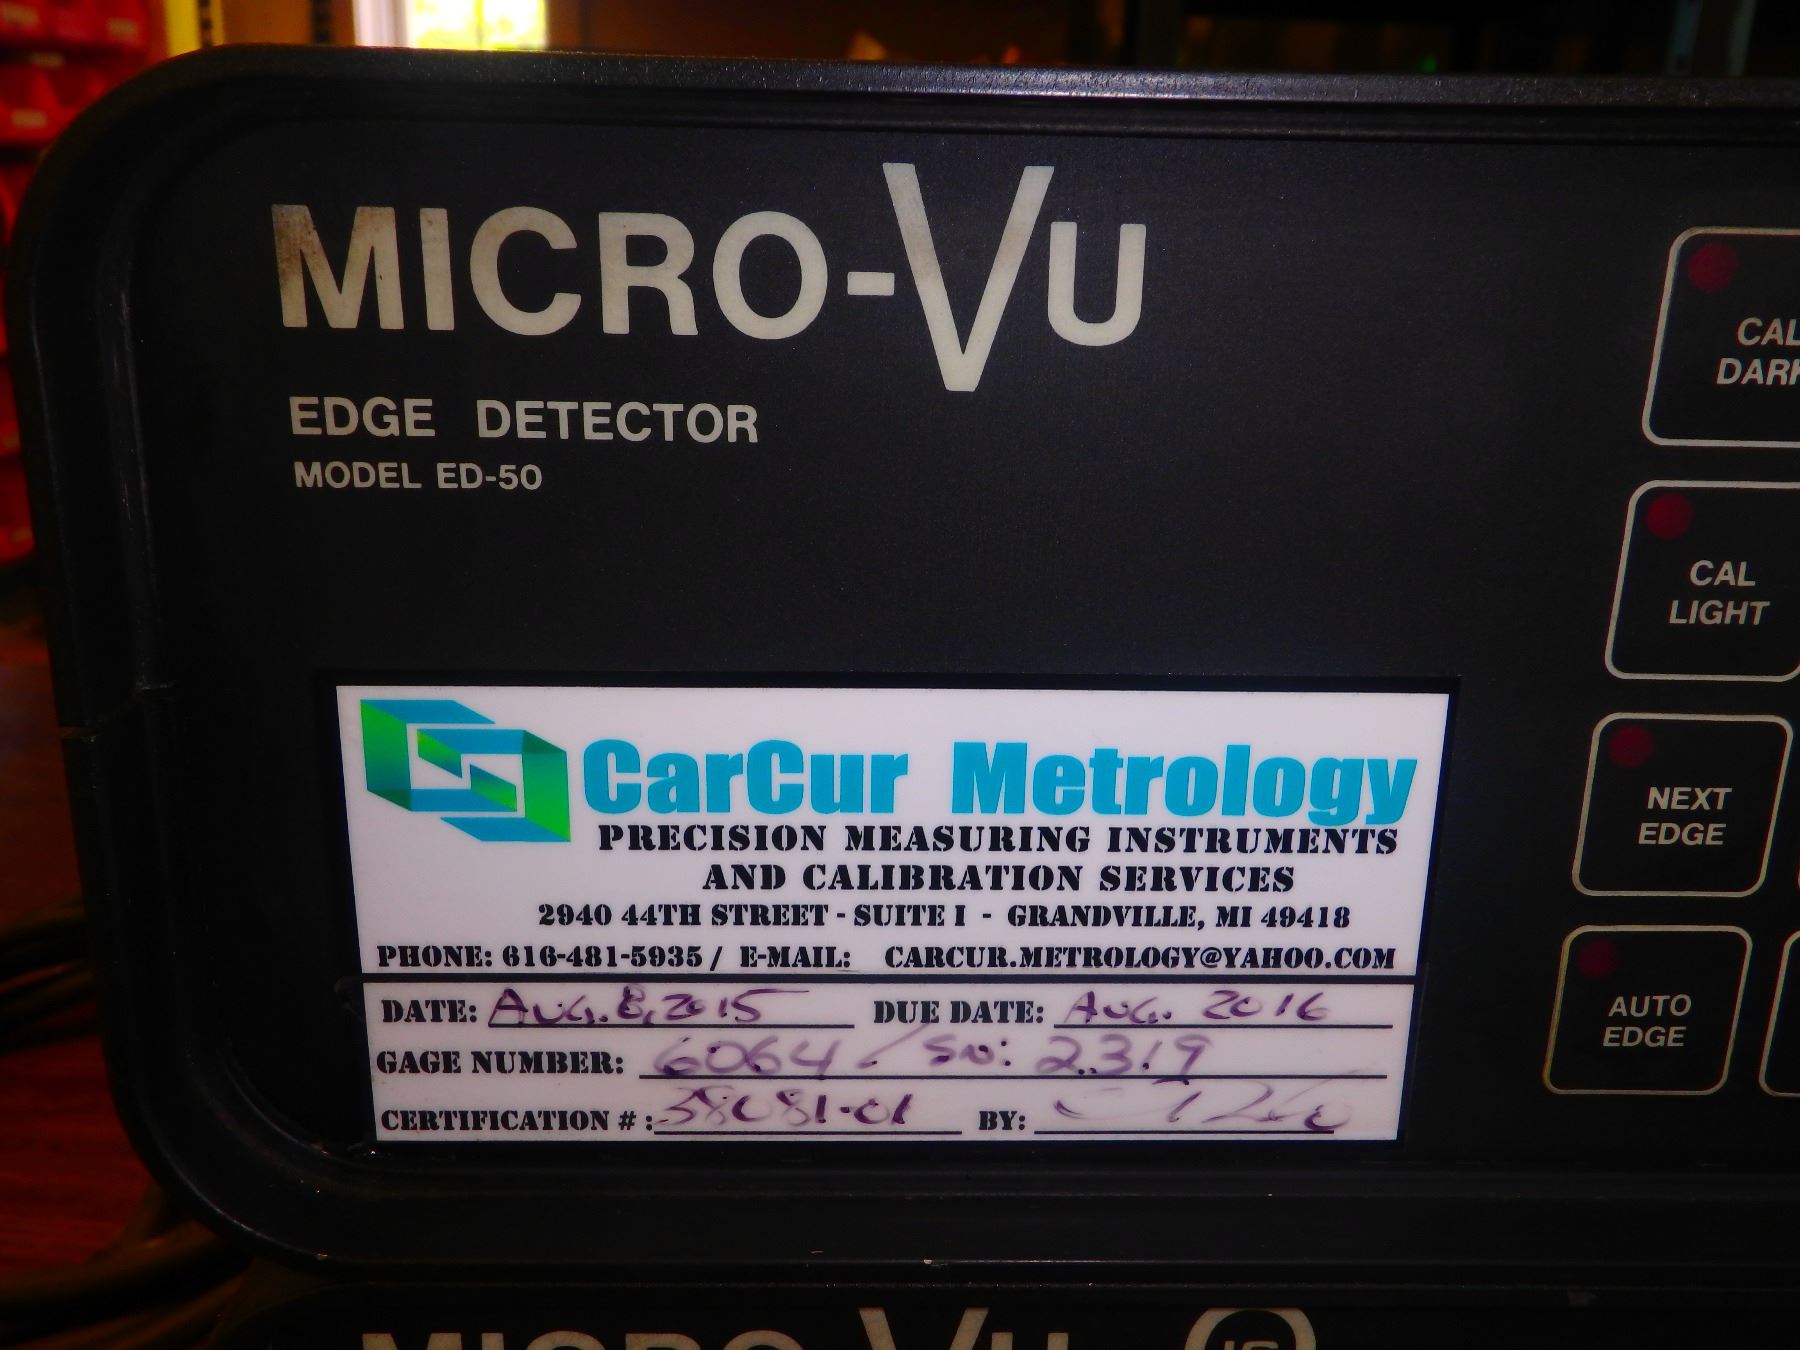 MICRO-VU
EDGE DETECTOR
MODEL ED-50
CAL
DARK
CAL
LIGHT
NEXT
EDGE
AUTO
EDGE
CarCur Metrology
PRECISION MEASURING INSTRUMENTS
AND CALIBRATION SERVICES
2940 44TH STREET - SUITE I - GRANDVILLE, MI 49418
PHONE: 616-481-5935 / E-MAIL: CARCUR.METROLOGY@YAHOO.COM
DATE: AUG. 8, 2015 DUE DATE: AUG. 2016
GAGE NUMBER: 6064 / SN: 2319
CERTIFICATION #: 38081-01 BY:
MICRO-VU